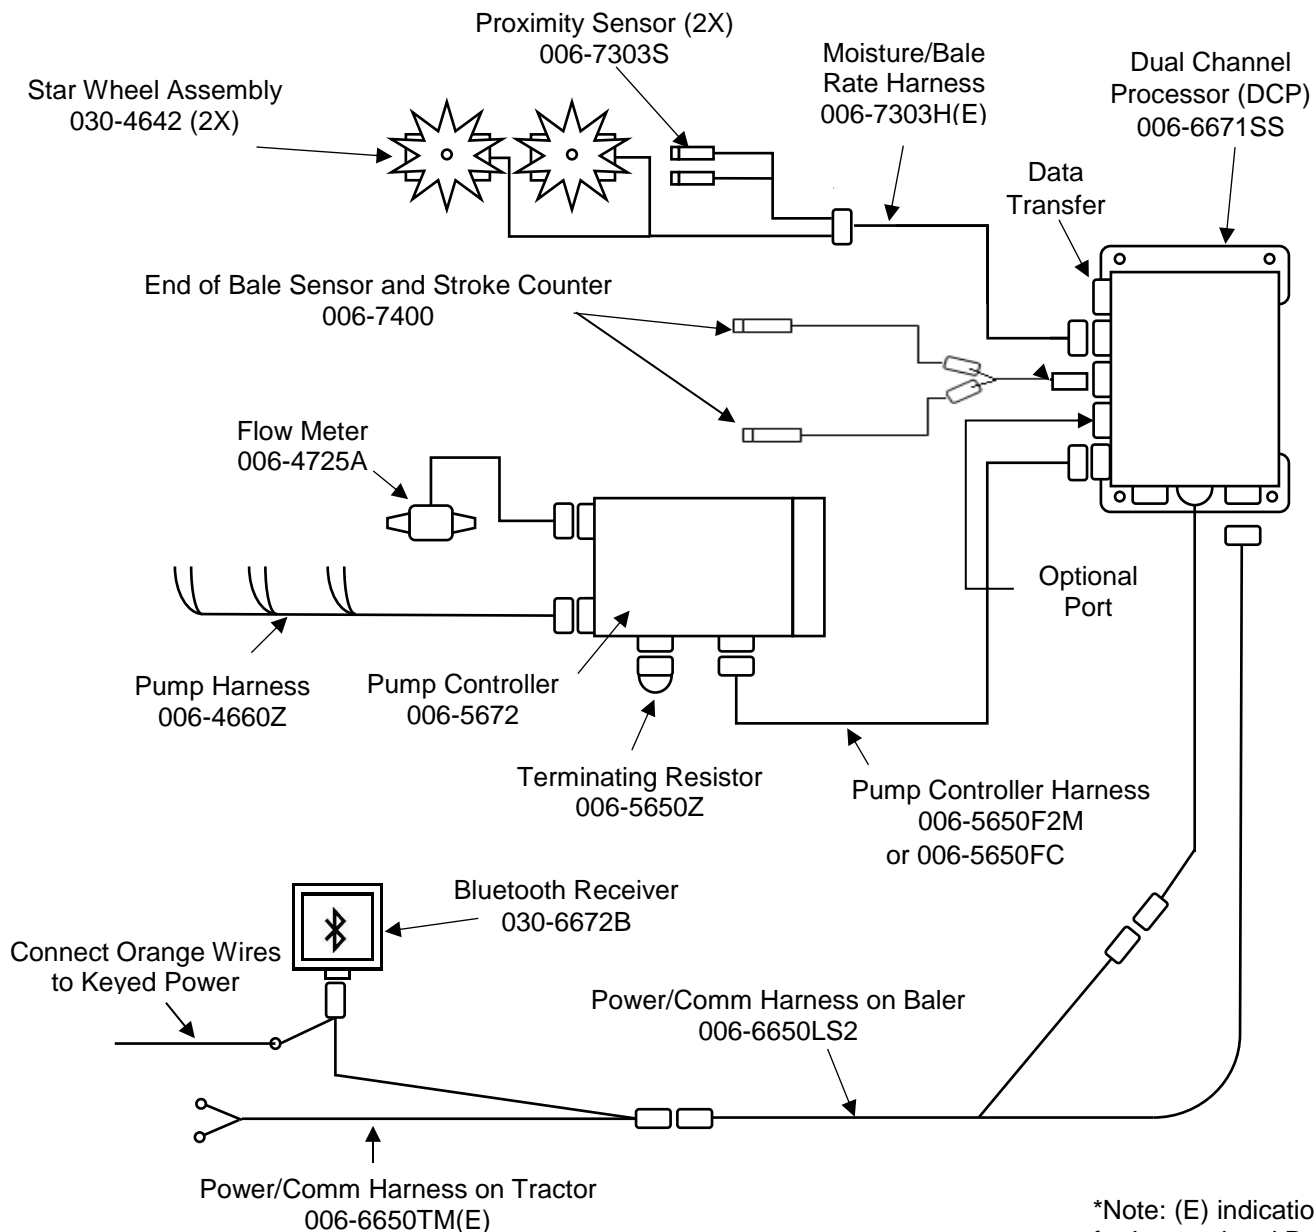 Proximity Sensor (2X)
006-7303S
Star Wheel Assembly
030-4642 (2X)
Moisture/Bale
Rate Harness
006-7303H(E)
Dual Channel
Processor (DCP)
006-6671SS
Data
Transfer
End of Bale Sensor and Stroke Counter
006-7400
Flow Meter
006-4725A
Optional
Port
Pump Harness
006-4660Z
Pump Controller
006-5672
Terminating Resistor
006-5650Z
Pump Controller Harness
006-5650F2M
or 006-5650FC
Bluetooth Receiver
030-6672B
Connect Orange Wires
to Keyed Power
Power/Comm Harness on Baler
006-6650LS2
Power/Comm Harness on Tractor
006-6650TM(E)
*Note: (E) indication